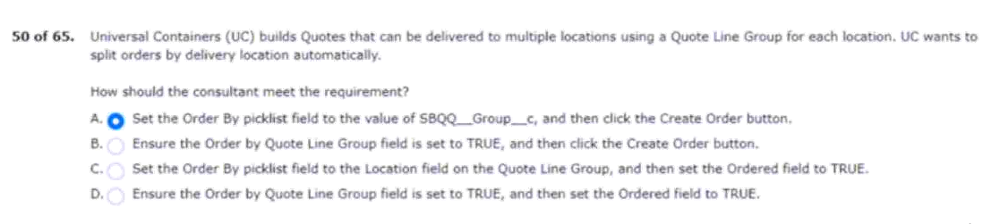 50 of 65. Universal Containers (UC) builds Quotes that can be delivered to multiple locations using a Quote Line Group for each location. UC wants to
split orders by delivery location automatically.
How should the consultant meet the requirement?
A. Set the Order By picklist field to the value of SBQQ__Group__c, and then click the Create Order button.
B. Ensure the Order by Quote Line Group field is set to TRUE, and then click the Create Order button.
C. Set the Order By picklist field to the Location field on the Quote Line Group, and then set the Ordered field to TRUE.
D. Ensure the Order by Quote Line Group field is set to TRUE, and then set the Ordered field to TRUE.